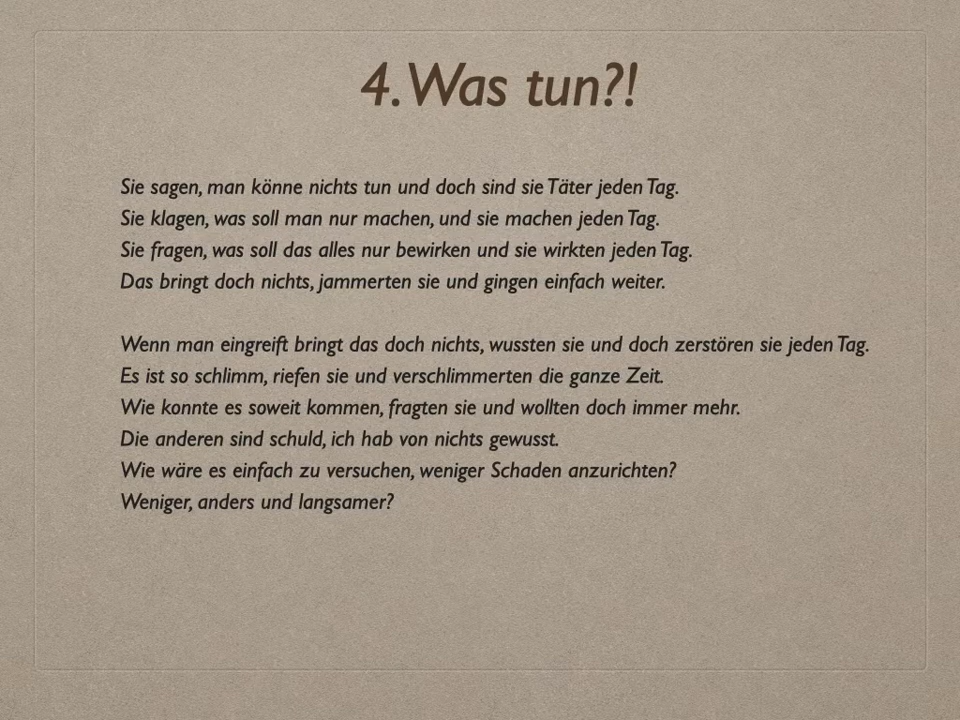 4. Was tun?!
Sie sagen, man könne nichts tun und doch sind sie Täter jeden Tag.
Sie klagen, was soll man nur machen, und sie machen jeden Tag.
Sie fragen, was soll das alles nur bewirken und sie wirkten jeden Tag.
Das bringt doch nichts, jammerten sie und gingen einfach weiter.
Wenn man eingreift bringt das doch nichts, wussten sie und doch zerstören sie jeden Tag.
Es ist so schlimm, riefen sie und verschlimmerten die ganze Zeit.
Wie konnte es soweit kommen, fragten sie und wollten doch immer mehr.
Die anderen sind schuld, ich hab von nichts gewusst.
Wie wäre es einfach zu versuchen, weniger Schaden anzurichten?
Weniger, anders und langsamer?